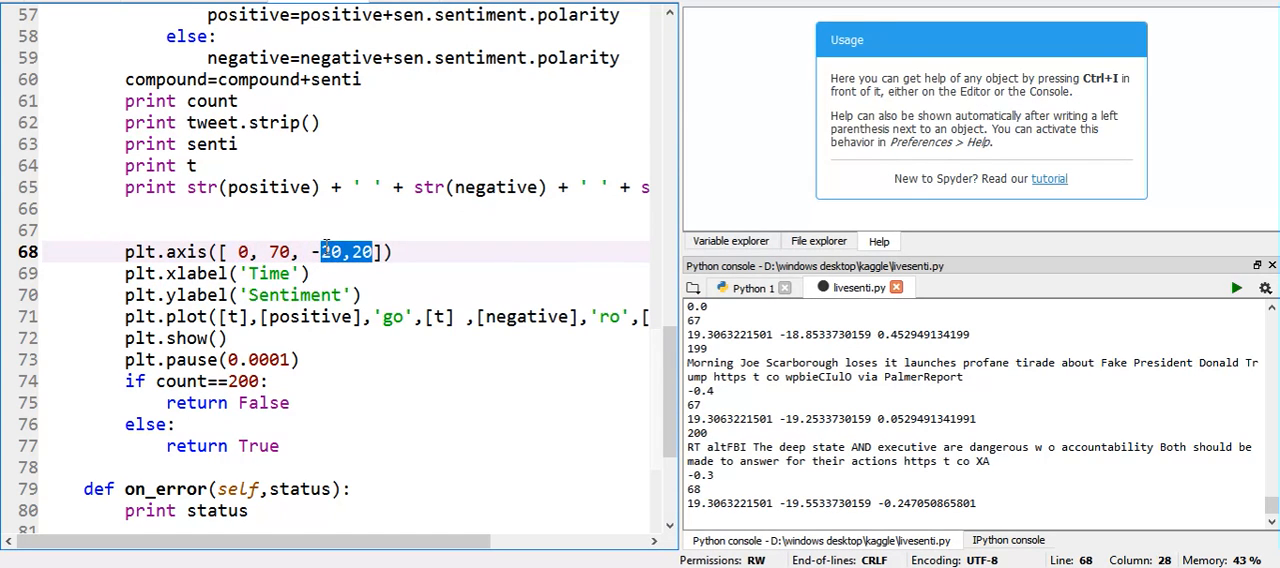 57 positive=positive+sen.sentiment.polarity
58 else:
59 negative=negative+sen.sentiment.polarity
60 compound=compound+senti
61 print count
62 print tweet.strip()
63 print senti
64 print t
65 print str(positive) + ' ' + str(negative) + ' ' + s
66
67
68 plt.axis([ 0, 70, -20,20])
69 plt.xlabel('Time')
70 plt.ylabel('Sentiment')
71 plt.plot([t],[positive],'go',[t] ,[negative],'ro',[
72 plt.show()
73 plt.pause(0.0001)
74 if count==200:
75 return False
76 else:
77 return True
78
79 def on_error(self,status):
80 print status
81
Usage
Here you can get help of any object by pressing Ctrl+I in
front of it, either on the Editor or the Console.
Help can also be shown automatically after writing a left
parenthesis next to an object. You can activate this
behavior in Preferences > Help.
New to Spyder? Read our tutorial
Variable explorer File explorer Help
Python console - D:\windows desktop\kaggle\livesenti.py
Python 1 livesenti.py
0.0
67
19.3063221501 -18.8533730159 0.452949134199
199
Morning Joe Scarborough loses it launches profane tirade about Fake President Donald Tr
ump https t co wpbieCIulO via PalmerReport
-0.4
67
19.3063221501 -19.2533730159 0.0529491341991
200
RT altFBI The deep state AND executive are dangerous w o accountability Both should be
made to answer for their actions https t co XA
-0.3
68
19.3063221501 -19.5533730159 -0.247050865801
Python console - D:\windows desktop\kaggle\livesenti.py IPython console
Permissions: RW End-of-lines: CRLF Encoding: UTF-8 Line: 68 Column: 28 Memory: 43 %